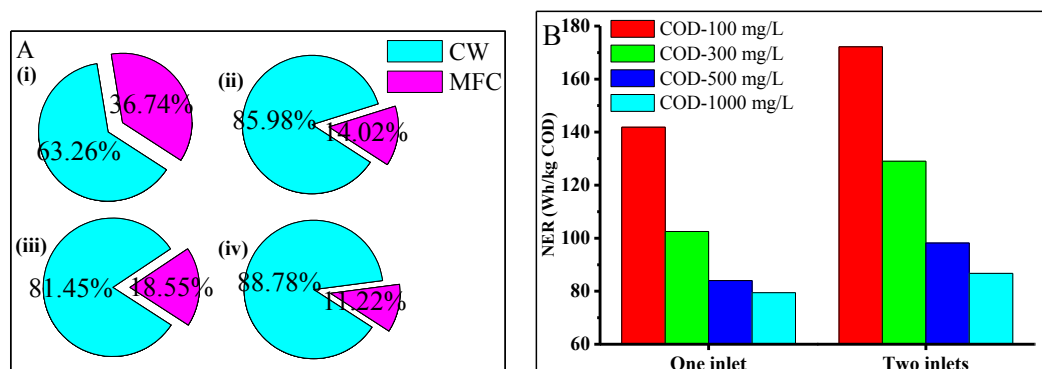 A
CW
MFC
(i)
36.74%
63.26%
(ii)
85.98%
14.02%
(iii)
81.45%
18.55%
(iv)
88.78%
11.22%
B
COD-100 mg/L
COD-300 mg/L
COD-500 mg/L
COD-1000 mg/L
NER (Wh/kg COD)
180
160
140
120
100
80
60
One inlet
Two inlets